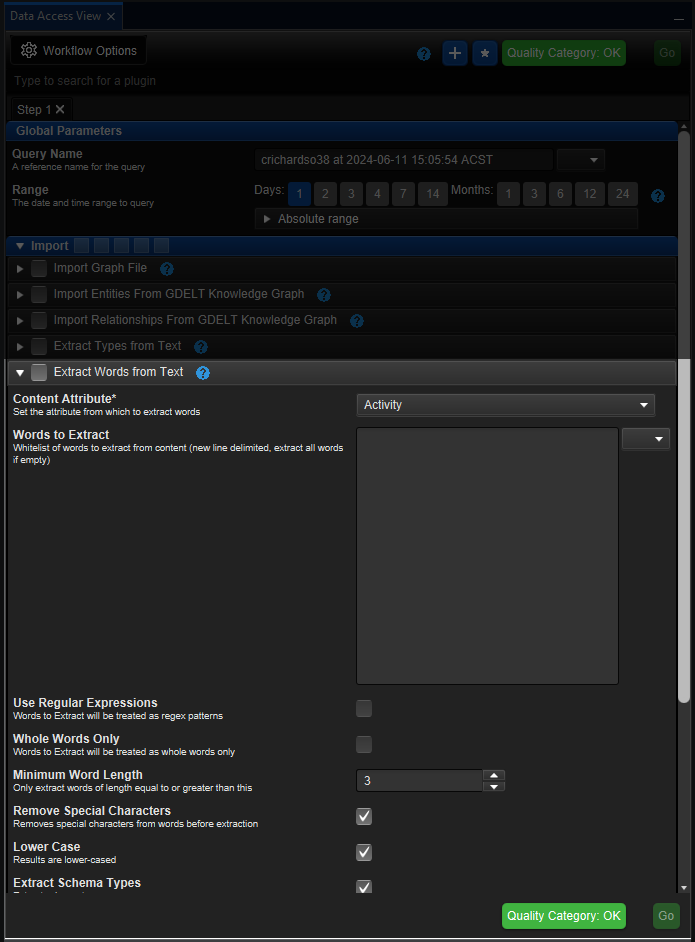 Data Access View
Workflow Options
Quality Category: OK
Go
Type to search for a plugin
Step 1
Global Parameters
Query Name
A reference name for the query
crichardso38 at 2024-06-11 15:05:54 ACST
Range
The date and time range to query
Days: 1 2 3 4 7 14 Months: 1 3 6 12 24
Absolute range
Import
Import Graph File
Import Entities From GDELT Knowledge Graph
Import Relationships From GDELT Knowledge Graph
Extract Types from Text
Extract Words from Text
Content Attribute*
Set the attribute from which to extract words
Activity
Words to Extract
Whitelist of words to extract from content (new line delimited, extract all words
if empty)
Use Regular Expressions
Words to Extract will be treated as regex patterns
Whole Words Only
Words to Extract will be treated as whole words only
Minimum Word Length
Only extract words of length equal to or greater than this
3
Remove Special Characters
Removes special characters from words before extraction
Lower Case
Results are lower-cased
Extract Schema Types
Quality Category: OK
Go